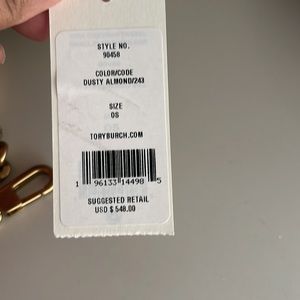 STYLE NO.
90458
COLOR/CODE
DUSTY ALMOND/243
SIZE
OS
TORYBURCH.COM
1 96133 14498 5
SUGGESTED RETAIL
USD $ 548.00